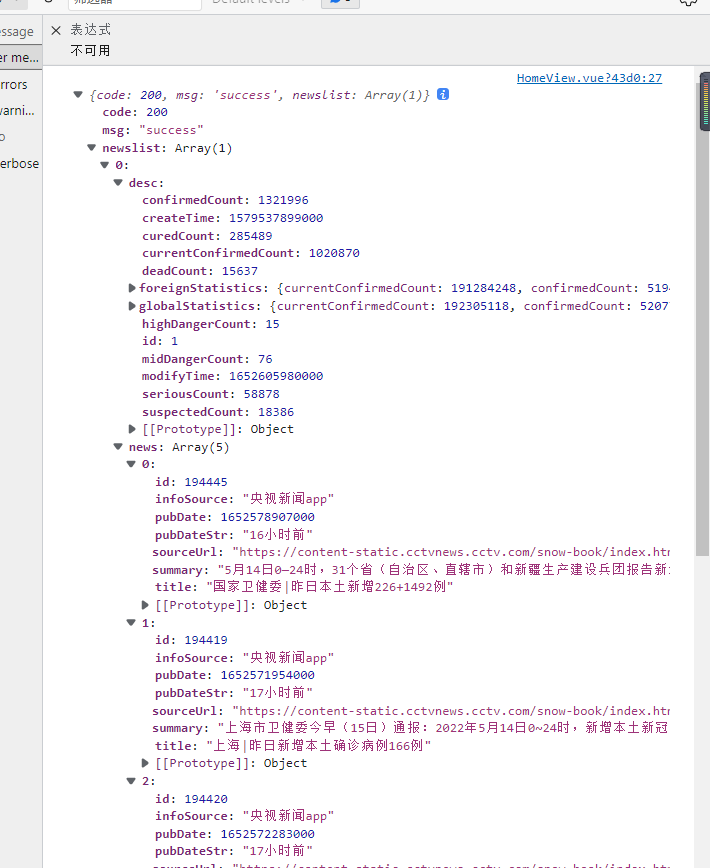 Default levels
essage
表达式
er me...
不可用
rrors
HomeView.vue?43d0:27
{code: 200, msg: 'success', newslist: Array(1)}
varni...
code: 200
msg: "success"
o
newslist: Array(1)
erbose
0:
desc:
confirmedCount: 1321996
createTime: 1579537899000
curedCount: 285489
currentConfirmedCount: 1020870
deadCount: 15637
foreignStatistics: {currentConfirmedCount: 191284248, confirmedCount: 519
globalStatistics: {currentConfirmedCount: 192305118, confirmedCount: 5207
highDangerCount: 15
id: 1
midDangerCount: 76
modifyTime: 1652605980000
seriousCount: 58878
suspectedCount: 18386
[[Prototype]]: Object
news: Array(5)
0:
id: 194445
infoSource: "央视新闻app"
pubDate: 1652578907000
pubDateStr: "16小时前"
sourceUrl: "https://content-static.cctvnews.cctv.com/snow-book/index.htm
summary: "5月14日0—24时，31个省（自治区、直辖市）和新疆生产建设兵团报告新
title: "国家卫健委|昨日本土新增226+1492例"
[[Prototype]]: Object
1:
id: 194419
infoSource: "央视新闻app"
pubDate: 1652571954000
pubDateStr: "17小时前"
sourceUrl: "https://content-static.cctvnews.cctv.com/snow-book/index.htm
summary: "上海市卫健委今早（15日）通报：2022年5月14日0~24时，新增本土新冠
title: "上海|昨日新增本土确诊病例166例"
[[Prototype]]: Object
2:
id: 194420
infoSource: "央视新闻app"
pubDate: 1652572283000
pubDateStr: "17小时前"